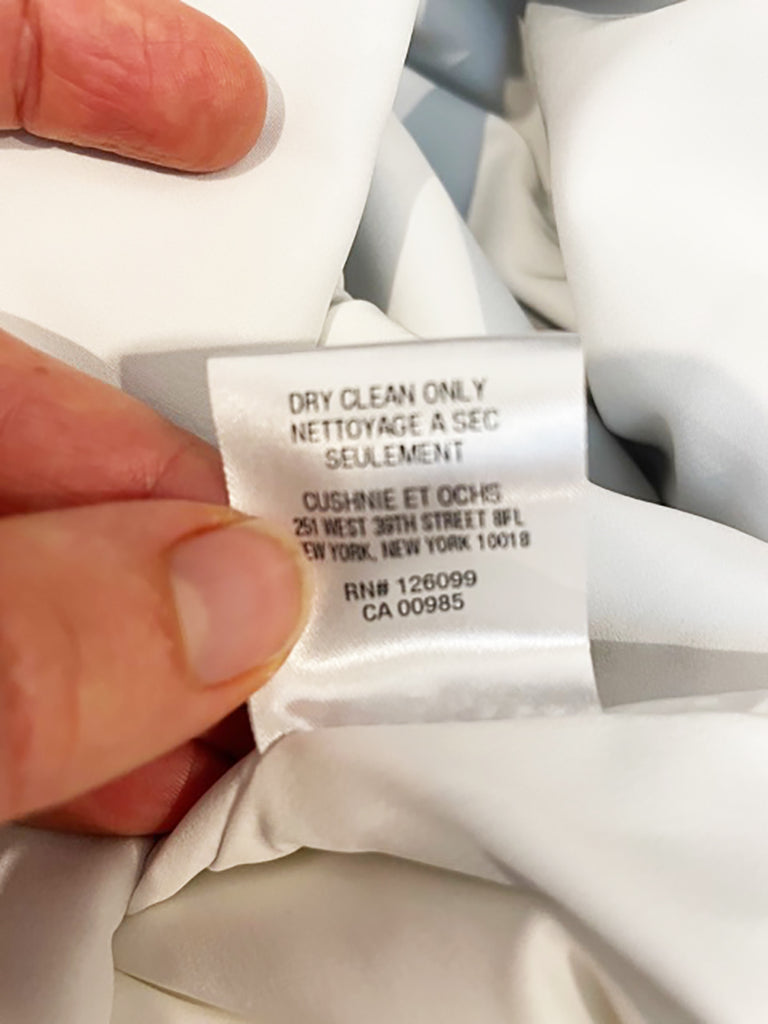 DRY CLEAN ONLY
NETTOYAGE A SEC
SEULEMENT
CUSHNIE ET OCHS
251 WEST 39TH STREET 8FL
EW YORK, NEW YORK 10018
RN# 126099
CA 00985